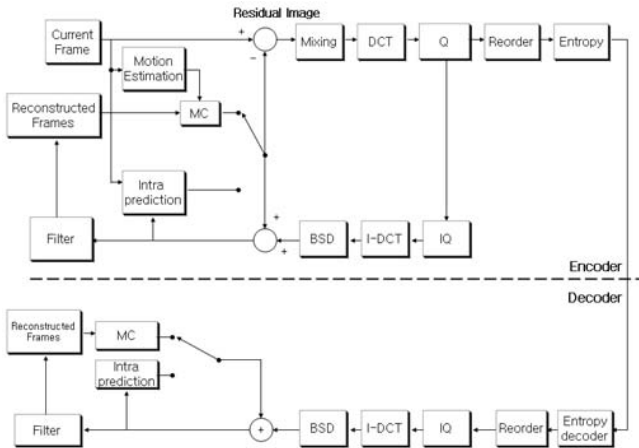 Residual Image
Current
Frame
+
−
Mixing
DCT
Q
Reorder
Entropy
Motion
Estimation
Reconstructed
Frames
MC
Intra
prediction
+
+
Filter
BSD
I-DCT
IQ
Encoder
Decoder
Reconstructed
Frames
MC
Intra
prediction
Filter
+
BSD
I-DCT
IQ
Reorder
Entropy
decoder